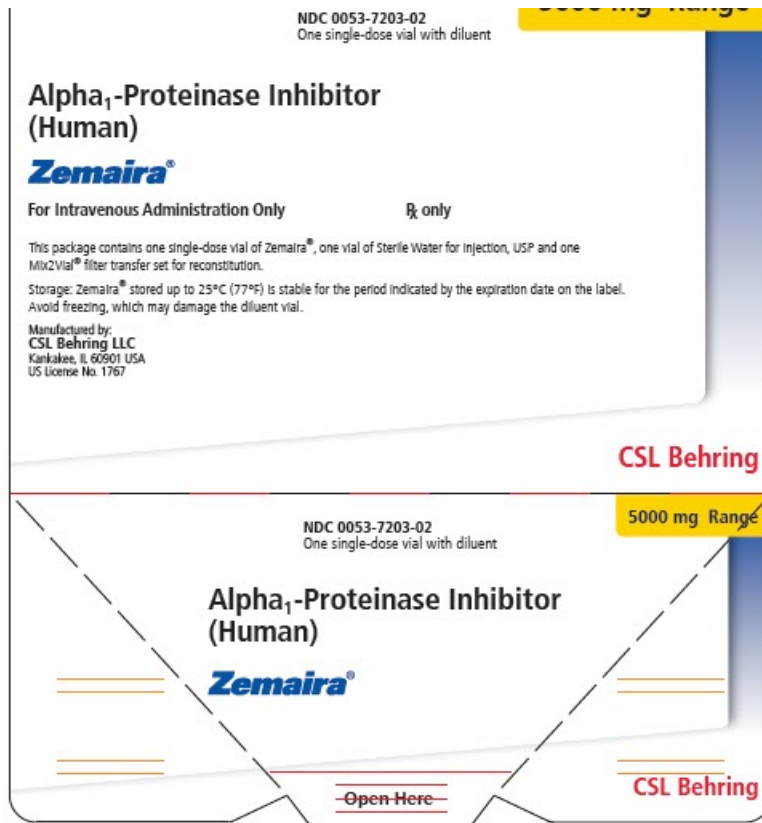 NDC 0053-7203-02
5000 mg Range
One single-dose vial with diluent
Alpha₁-Proteinase Inhibitor
(Human)
Zemaira®
For Intravenous Administration Only ℞ only
This package contains one single-dose vial of Zemaira®, one vial of Sterile Water for Injection, USP and one
Mix2Vial® filter transfer set for reconstitution.
Storage: Zemaira® stored up to 25°C (77°F) is stable for the period indicated by the expiration date on the label.
Avoid freezing, which may damage the diluent vial.
Manufactured by:
CSL Behring LLC
Kankakee, IL 60901 USA
US License No. 1767
CSL Behring
5000 mg Range
NDC 0053-7203-02
One single-dose vial with diluent
Alpha₁-Proteinase Inhibitor
(Human)
Zemaira®
CSL Behring
Open Here